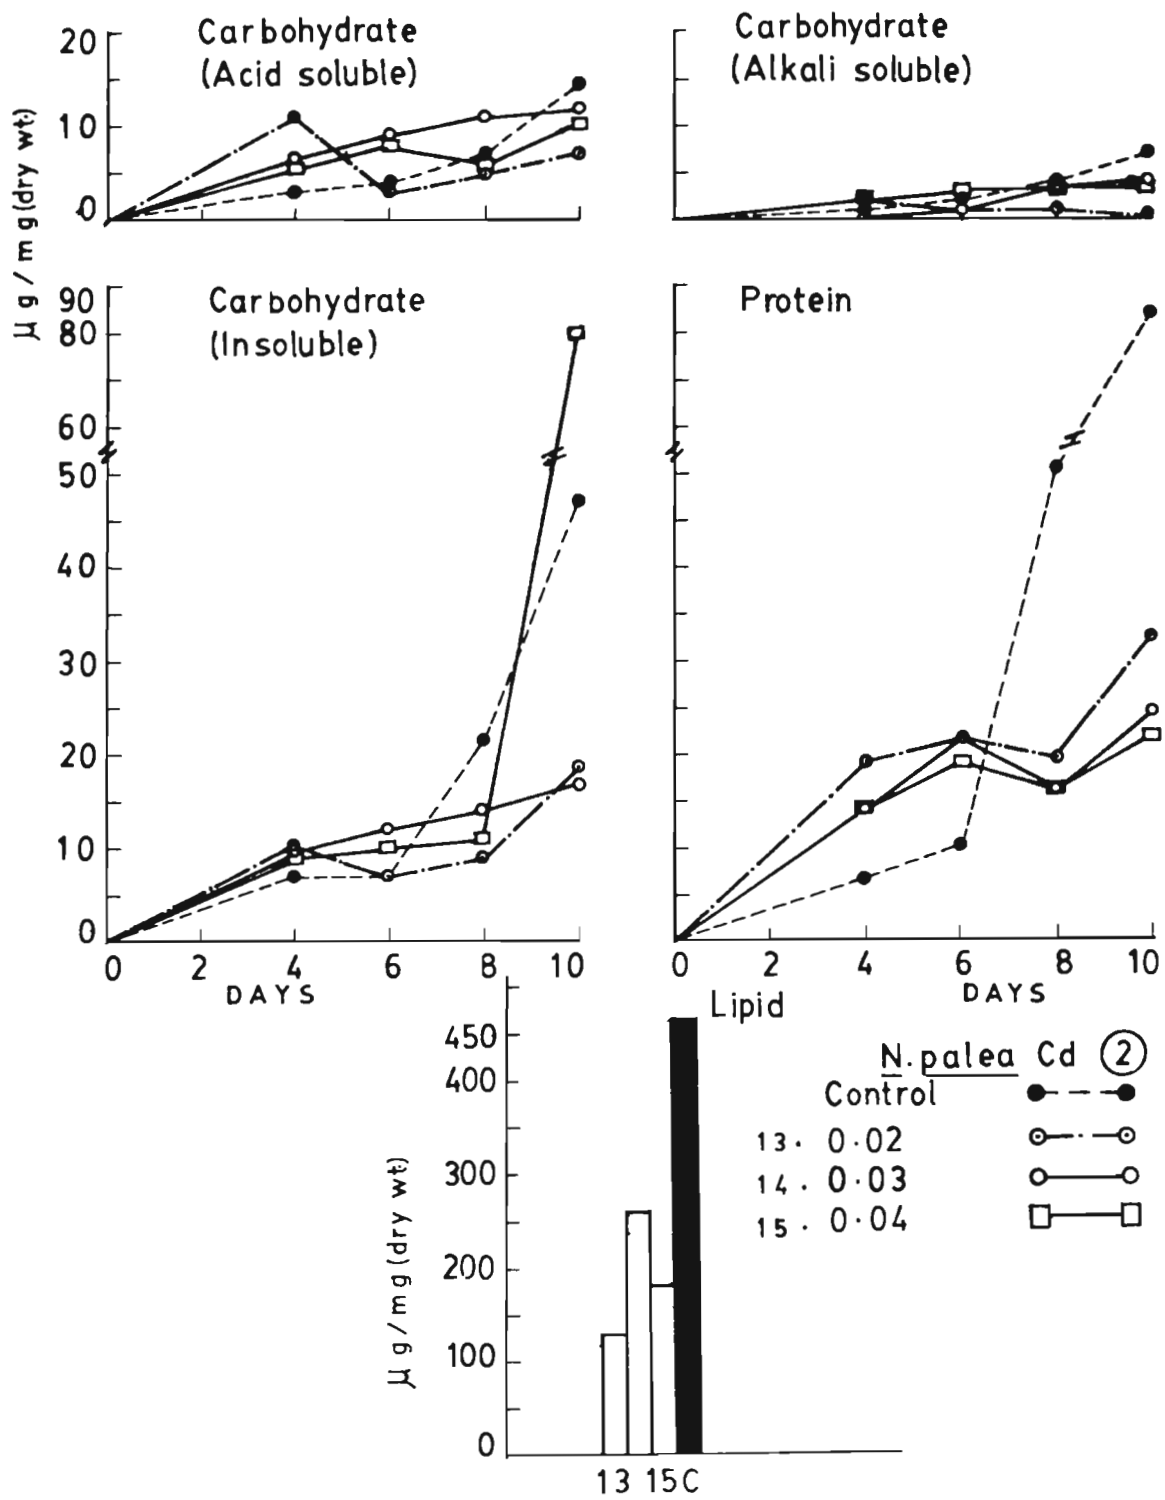 Carbohydrate
(Acid soluble)
Carbohydrate
(Alkali soluble)
20
10
0
μg/mg(dry wt.)
Carbohydrate
(Insoluble)
Protein
90
80
60
50
40
30
20
10
0
0 2 4 6 8 10
DAYS
0 2 4 6 8 10
DAYS
Lipid
450
400
300
200
100
0
μg/mg(dry wt.)
13 15 C
N. palea Cd 2
Control
13. 0.02
14. 0.03
15. 0.04